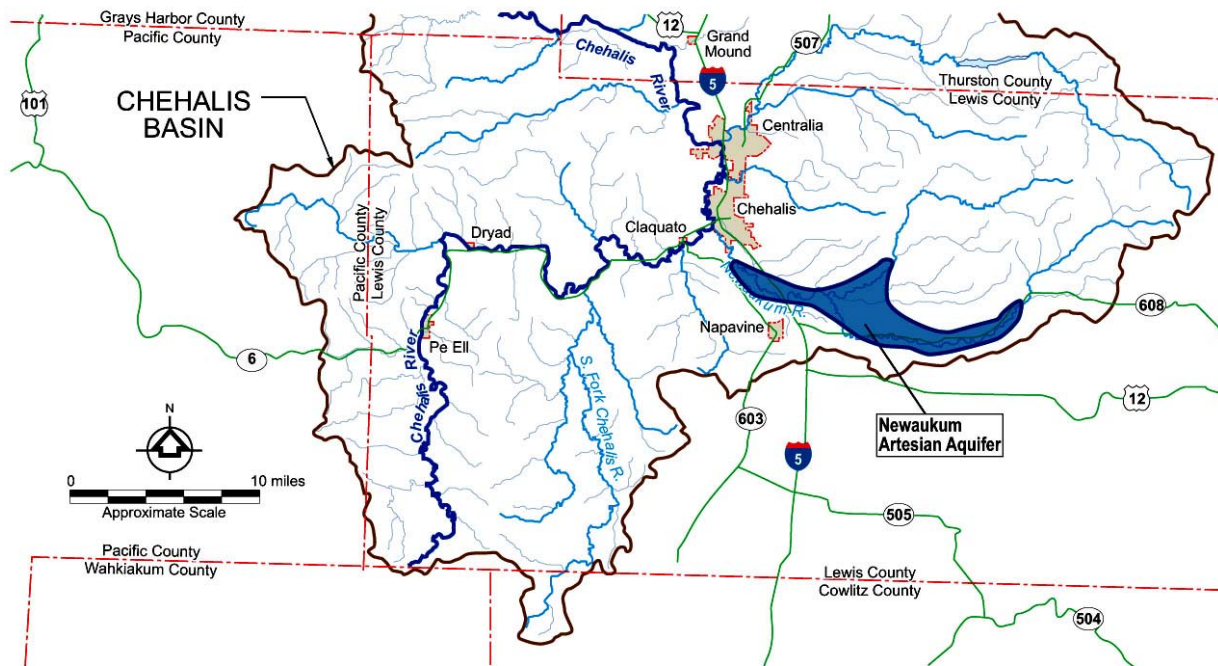 Grays Harbor County
Pacific County
12
Grand
Mound
507
Chehalis
River
5
101
CHEHALIS
BASIN
Thurston County
Lewis County
Centralia
Chehalis
Pacific County
Lewis County
Dryad
Claquato
Newaukum R.
608
Napavine
6
Pe Ell
Chehalis River
S. Fork Chehalis R.
12
603
Newaukum
Artesian Aquifer
N
5
0 10 miles
Approximate Scale
505
Pacific County
Wahkiakum County
Lewis County
Cowlitz County
504